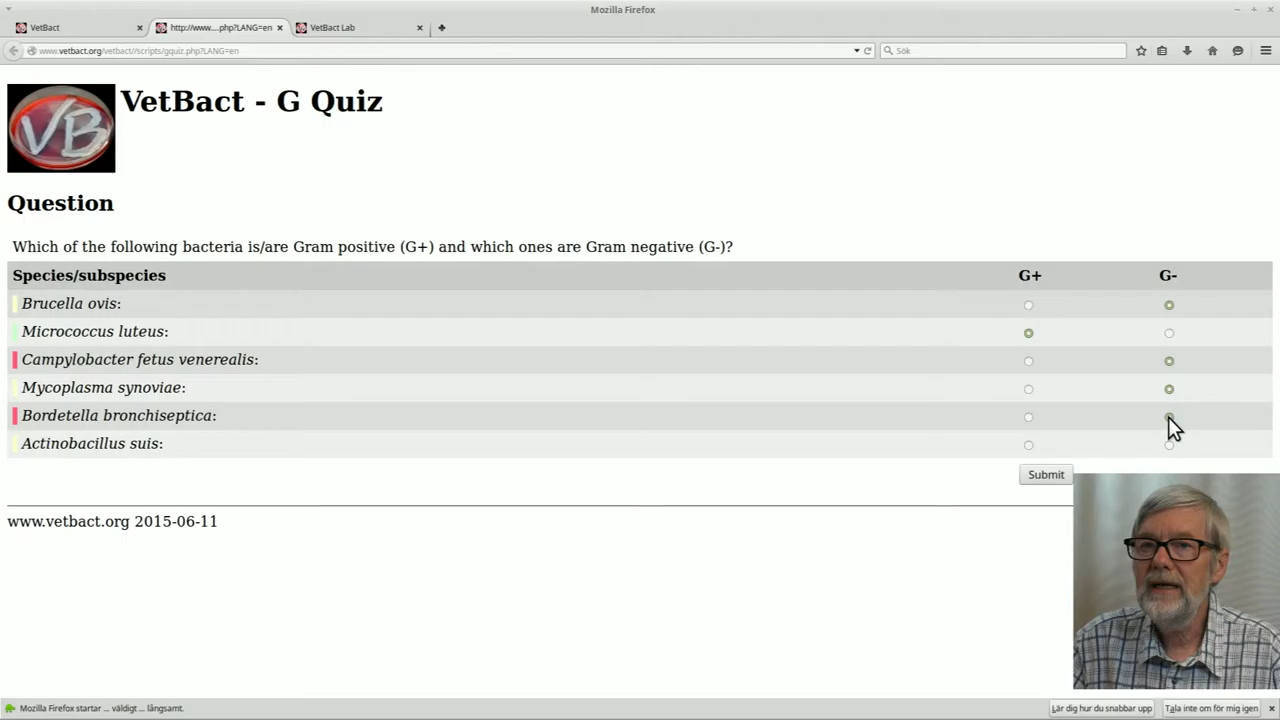 Mozilla Firefox
VetBact
http://www....php?LANG=en
VetBact Lab
www.vetbact.org/vetbact//scripts/gquiz.php?LANG=en
Sök
VB
VetBact - G Quiz
Question
Which of the following bacteria is/are Gram positive (G+) and which ones are Gram negative (G-)?
Species/subspecies G+ G-
Brucella ovis:
Micrococcus luteus:
Campylobacter fetus venerealis:
Mycoplasma synoviae:
Bordetella bronchiseptica:
Actinobacillus suis:
Submit
www.vetbact.org 2015-06-11
Mozilla Firefox startar ... väldigt ... långsamt.
Lär dig hur du snabbar upp
Tala inte om för mig igen